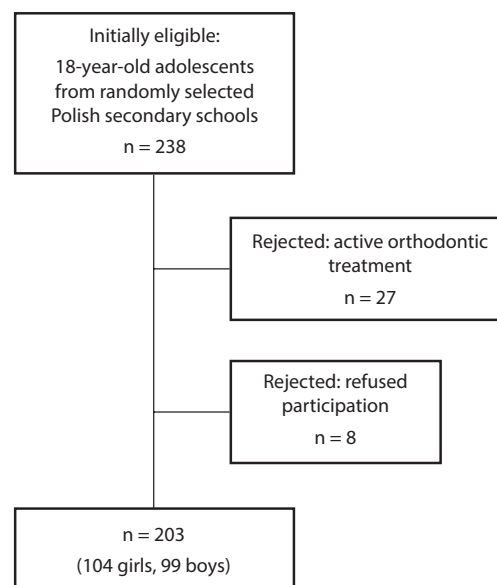 Initially eligible:
18-year-old adolescents
from randomly selected
Polish secondary schools
n = 238
Rejected: active orthodontic
treatment
n = 27
Rejected: refused
participation
n = 8
n = 203
(104 girls, 99 boys)